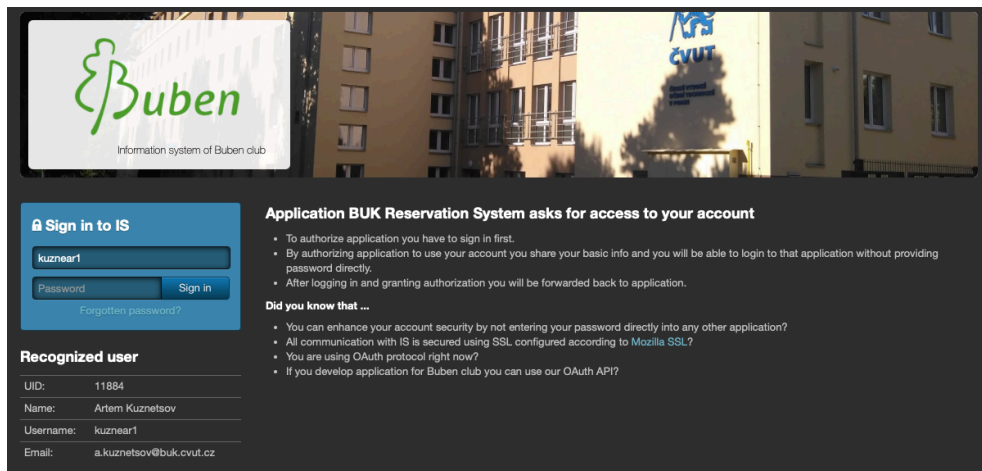 Buben
Information system of Buben club
ČVUT
Sign in to IS
kuznear1
Password
Sign in
Forgotten password?
Recognized user
UID: 11884
Name: Artem Kuznetsov
Username: kuznear1
Email: a.kuznetsov@buk.cvut.cz
Application BUK Reservation System asks for access to your account
• To authorize application you have to sign in first.
• By authorizing application to use your account you share your basic info and you will be able to login to that application without providing
password directly.
• After logging in and granting authorization you will be forwarded back to application.
Did you know that ...
• You can enhance your account security by not entering your password directly into any other application?
• All communication with IS is secured using SSL configured according to Mozilla SSL?
• You are using OAuth protocol right now?
• If you develop application for Buben club you can use our OAuth API?